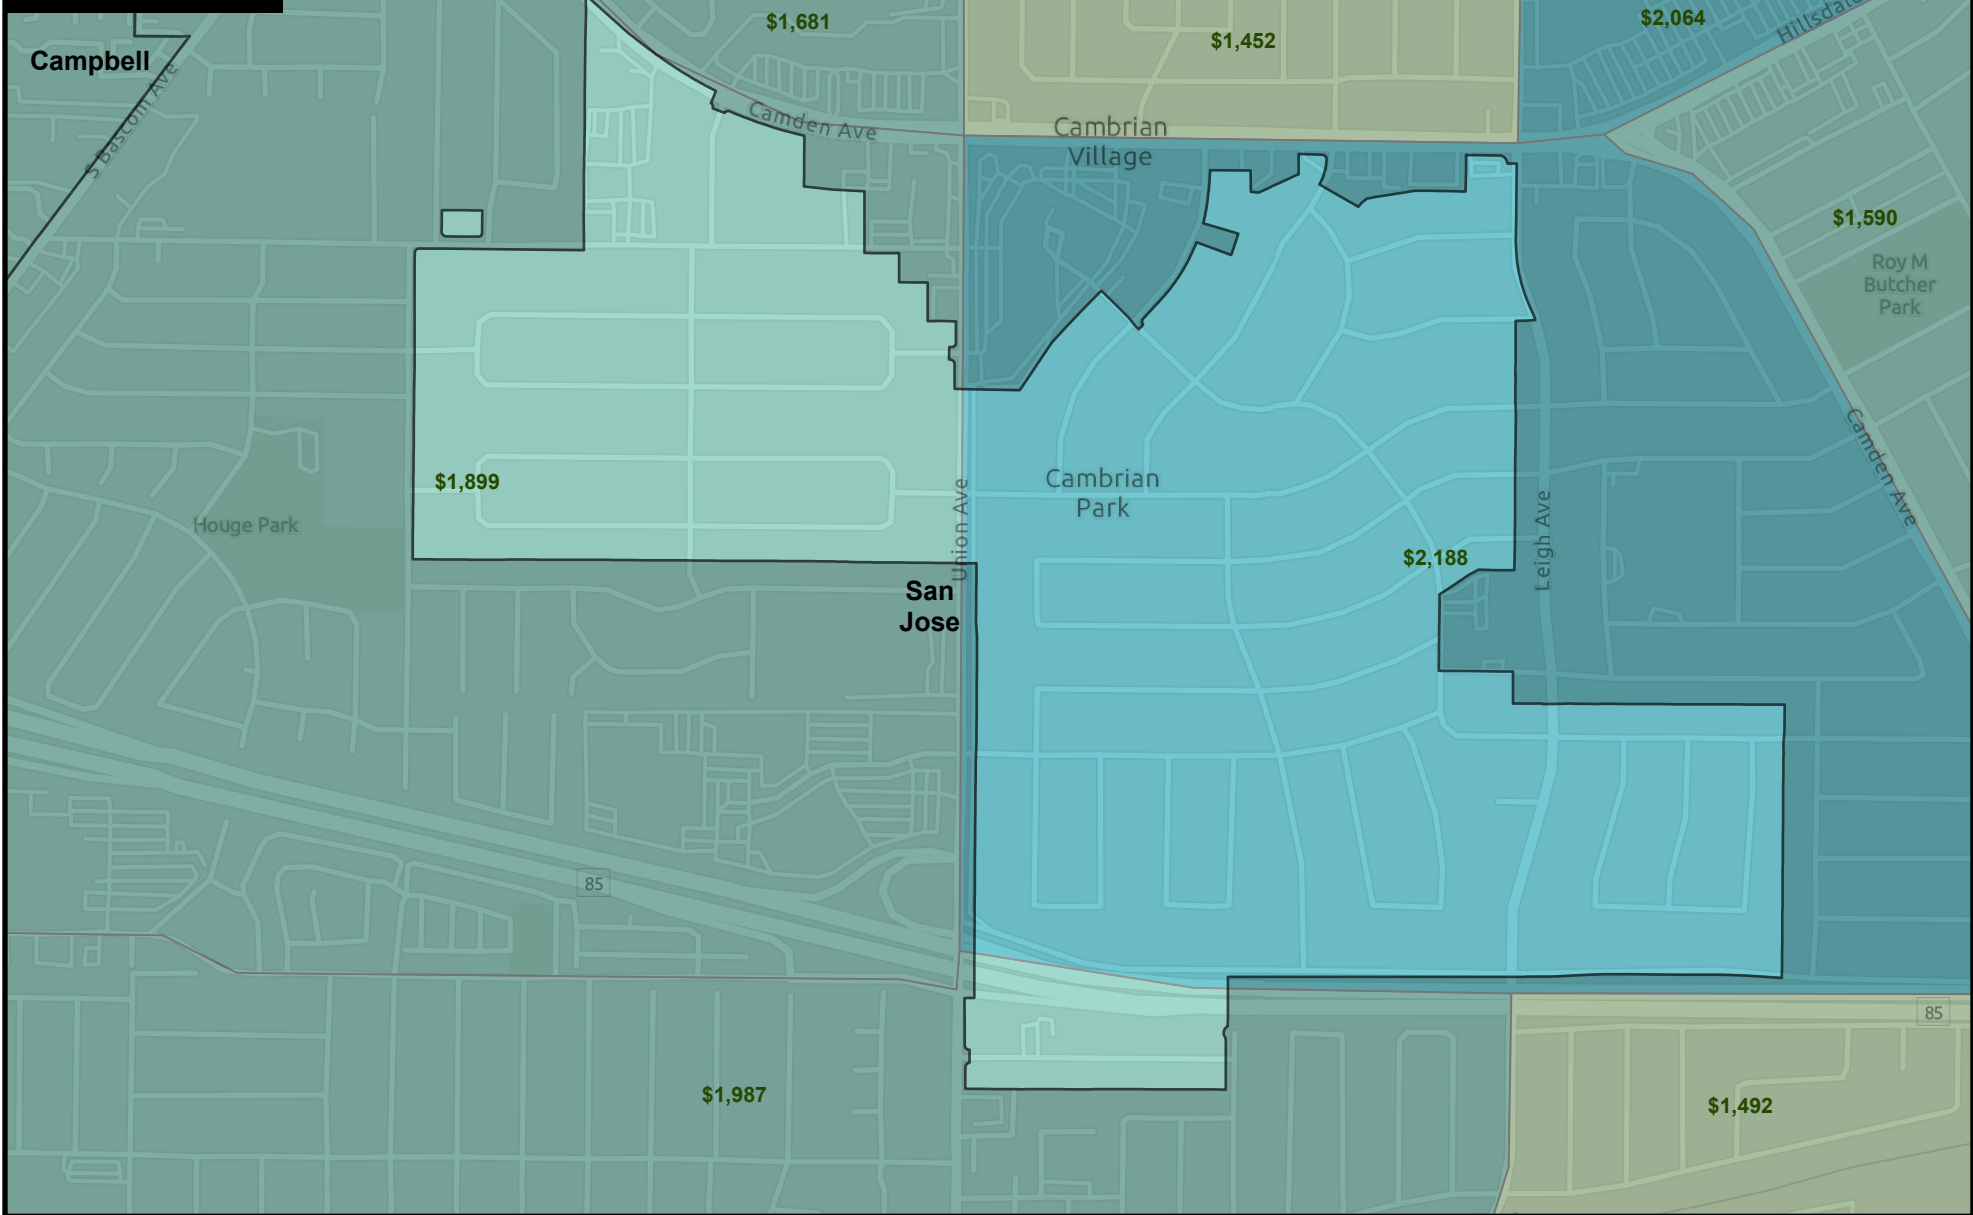 $1,681
$2,064
Hillsdale
$1,452
Campbell
S Bascom Ave
Camden Ave
Cambrian
Village
$1,590
Roy M
Butcher
Park
$1,899
Cambrian
Park
Camden Ave
Union Ave
Houge Park
Leigh Ave
$2,188
San
Jose
85
85
$1,987
$1,492